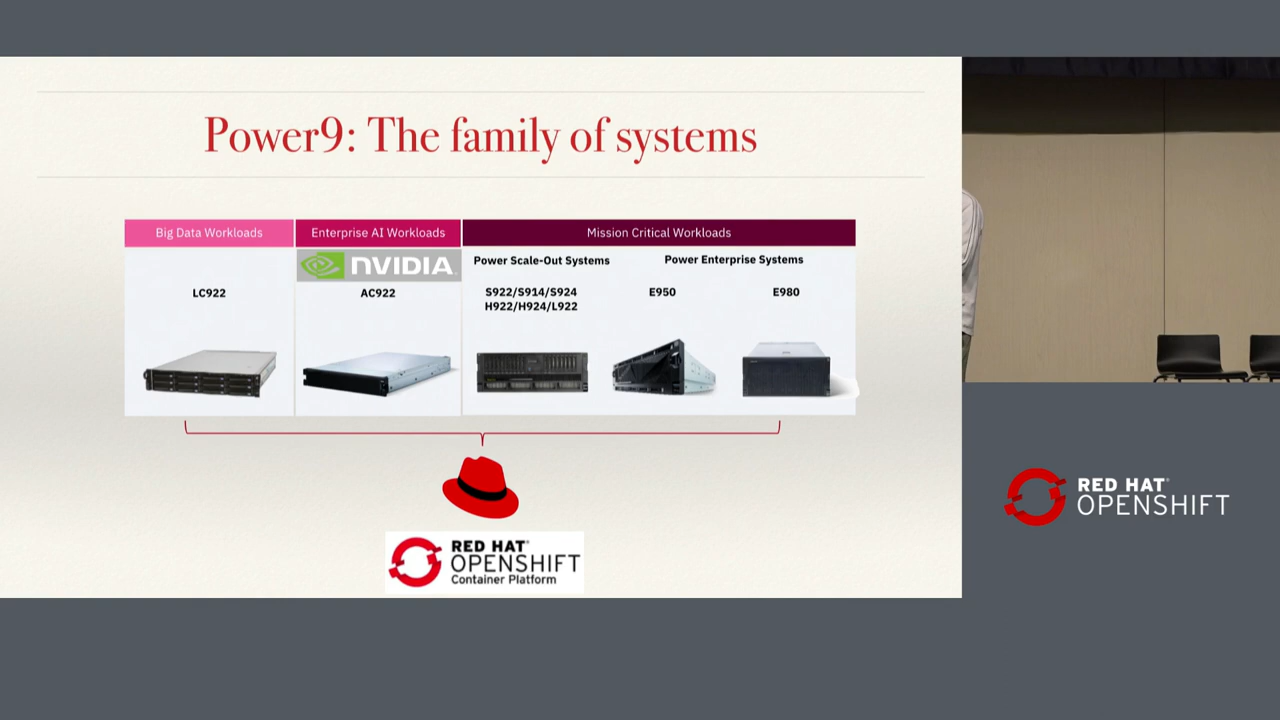 Power9: The family of systems
Big Data Workloads
Enterprise AI Workloads
Mission Critical Workloads
NVIDIA.
Power Scale-Out Systems
Power Enterprise Systems
LC922
AC922
S922/S914/S924
H922/H924/L922
E950
E980
RED HAT®
OPENSHIFT
Container Platform
RED HAT®
OPENSHIFT